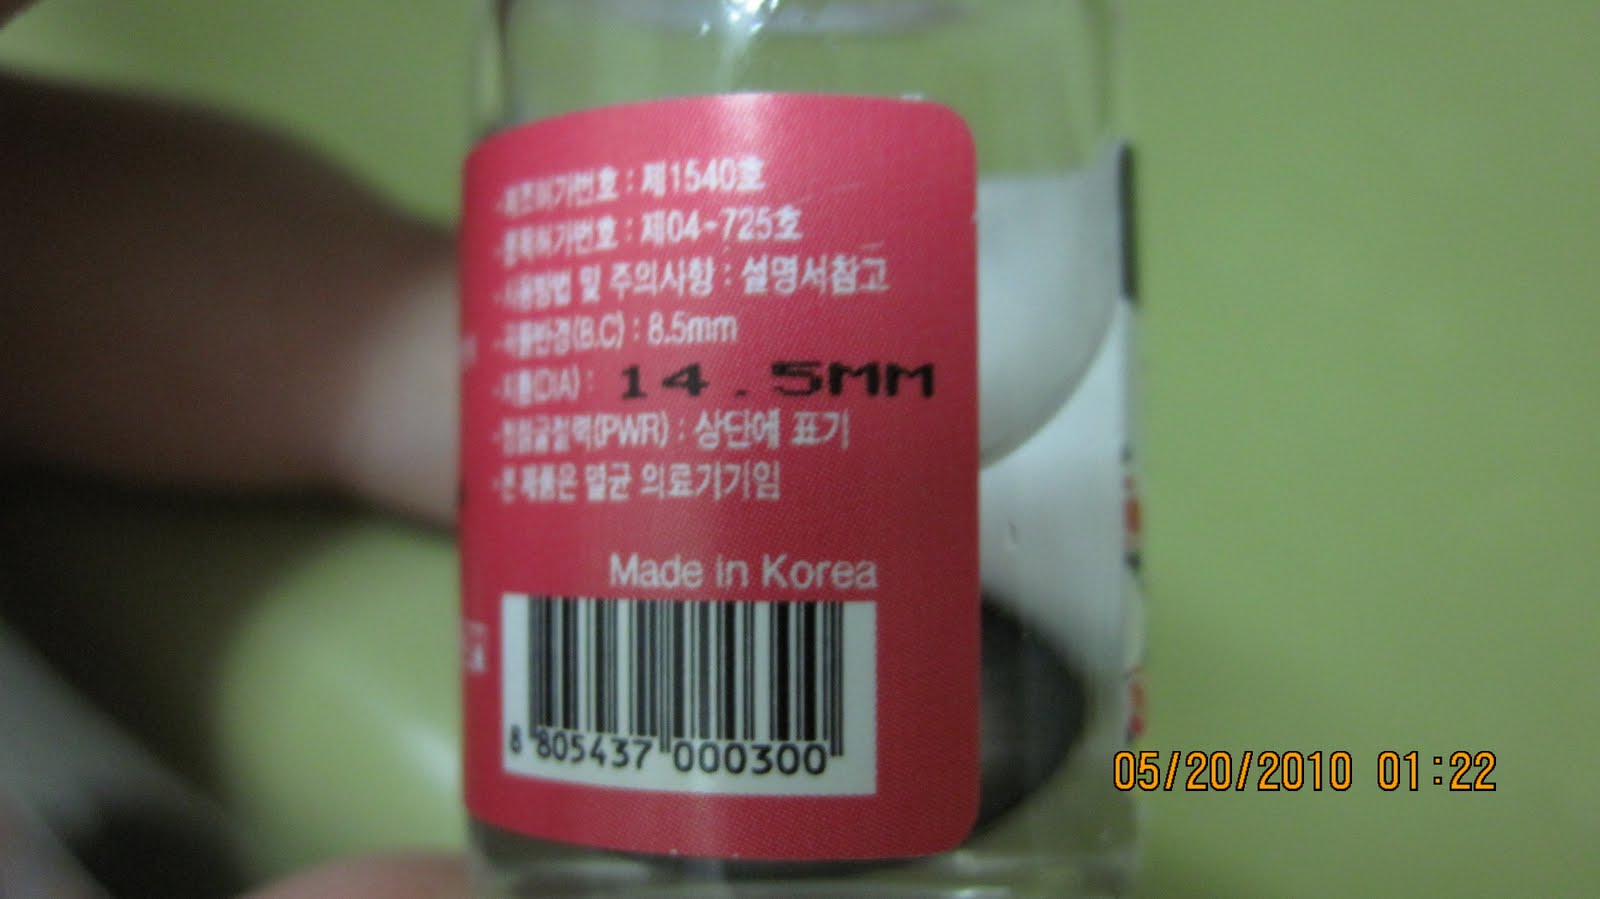 ·제조허가번호 : 제1540호
·품목허가번호 : 제04-725호
·사용방법 및 주의사항 : 설명서참고
·곡률반경(B.C) : 8.5mm
·지름(DIA) : 14.5MM
·정점굴절력(PWR) : 상단에 표기
·본 제품은 멸균 의료기기임
Made in Korea
8 805437 000300
05/20/2010 01:22